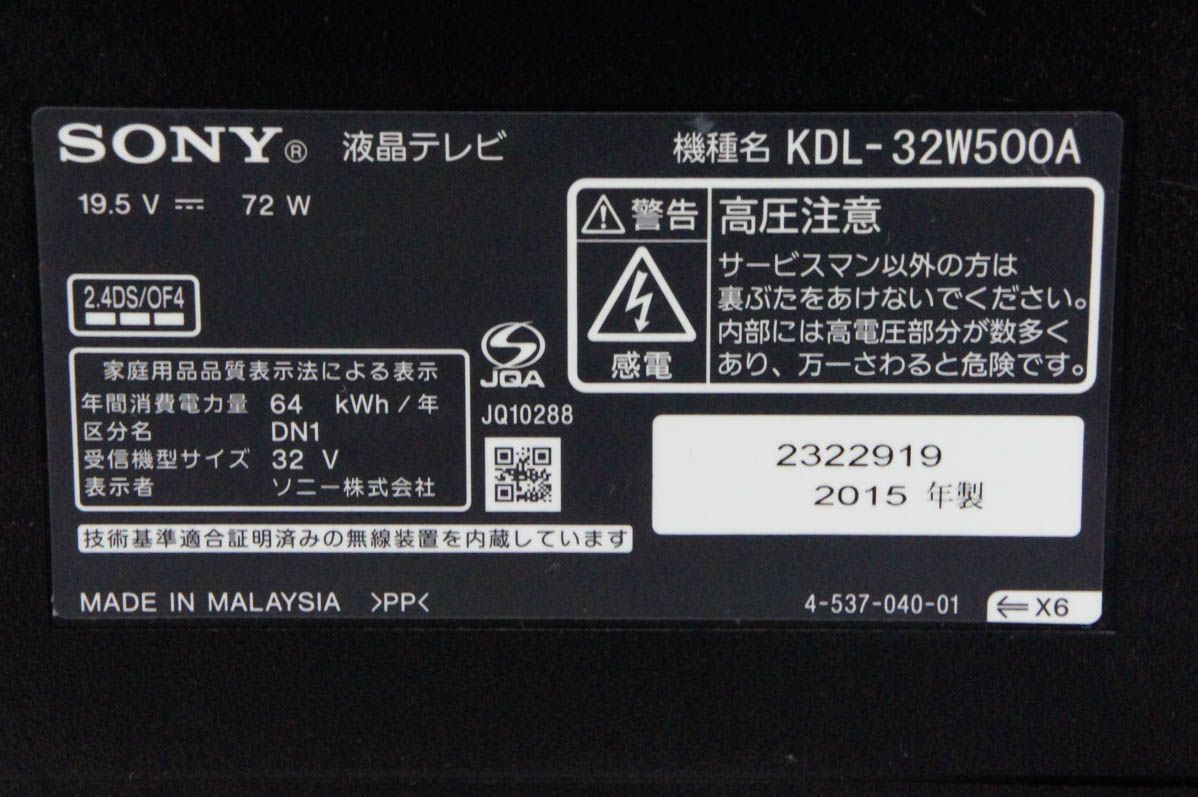 SONY® 液晶テレビ 機種名 KDL-32W500A
19.5 V 72 W
2.4DS/OF4
警告
感電
高圧注意
サービスマン以外の方は
裏ぶたをあけないでください。
内部には高電圧部分が数多く
あり、万一さわると危険です。
家庭用品品質表示法による表示
年間消費電力量 64 kWh / 年
区分名 DN1
受信機型サイズ 32 V
表示者 ソニー株式会社
JQA
JQ10288
2322919
2015 年製
技術基準適合証明済みの無線装置を内蔵しています
MADE IN MALAYSIA >PP<
4-537-040-01
⇐ X6